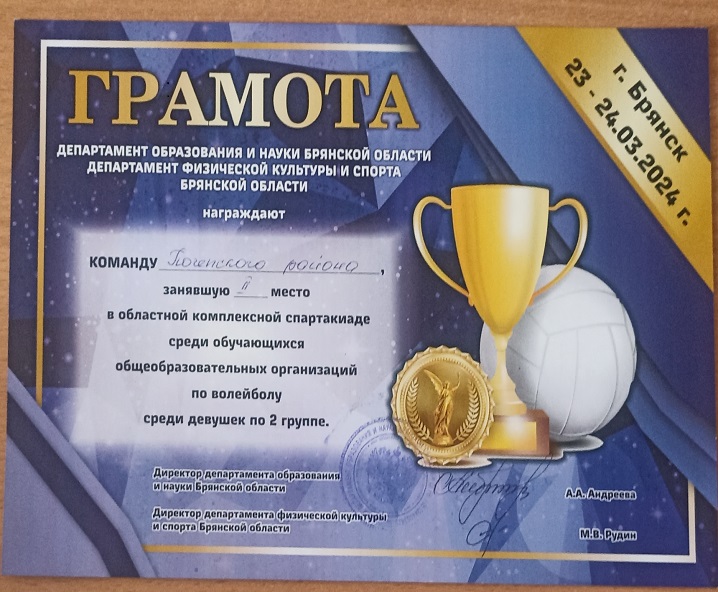 г. Брянск
23 - 24.03.2024 г.
ГРАМОТА
ДЕПАРТАМЕНТ ОБРАЗОВАНИЯ И НАУКИ БРЯНСКОЙ ОБЛАСТИ
ДЕПАРТАМЕНТ ФИЗИЧЕСКОЙ КУЛЬТУРЫ И СПОРТА
БРЯНСКОЙ ОБЛАСТИ
награждают
КОМАНДУ Погарского района,
занявшую II место
в областной комплексной спартакиаде
среди обучающихся
общеобразовательных организаций
по волейболу
среди девушек по 2 группе.
Директор департамента образования
и науки Брянской области
А.А. Андреева
Директор департамента физической культуры
и спорта Брянской области
М.В. Рудин